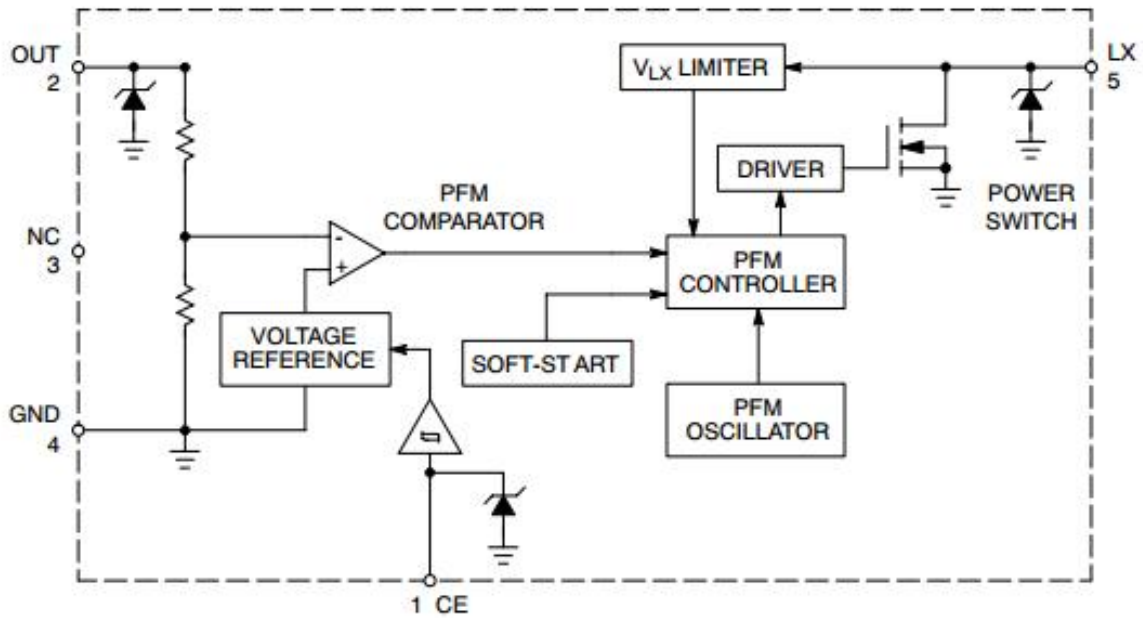 OUT
2
V LX LIMITER
LX
5
DRIVER
POWER
SWITCH
PFM
COMPARATOR
NC
3
-
+
PFM
CONTROLLER
VOLTAGE
REFERENCE
SOFT-ST ART
PFM
OSCILLATOR
GND
4
1 CE